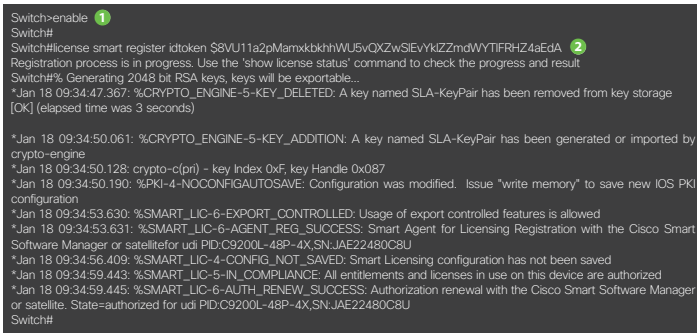 Switch>enable 1
Switch#
Switch#license smart register idtoken $8VU11a2pMamxkbkhhWU5vQXZwSlEvYklZZmdWYTlFRHZ4aEdA 2
Registration process is in progress. Use the 'show license status' command to check the progress and result
Switch#% Generating 2048 bit RSA keys, keys will be exportable...
*Jan 18 09:34:47.367: %CRYPTO_ENGINE-5-KEY_DELETED: A key named SLA-KeyPair has been removed from key storage
[OK] (elapsed time was 3 seconds)
*Jan 18 09:34:50.061: %CRYPTO_ENGINE-5-KEY_ADDITION: A key named SLA-KeyPair has been generated or imported by
crypto-engine
*Jan 18 09:34:50.128: crypto-c(pri) - key Index 0xF, key Handle 0x087
*Jan 18 09:34:50.190: %PKI-4-NOCONFIGAUTOSAVE: Configuration was modified. Issue "write memory" to save new IOS PKI
configuration
*Jan 18 09:34:53.630: %SMART_LIC-6-EXPORT_CONTROLLED: Usage of export controlled features is allowed
*Jan 18 09:34:53.631: %SMART_LIC-6-AGENT_REG_SUCCESS: Smart Agent for Licensing Registration with the Cisco Smart
Software Manager or satellitefor udi PID:C9200L-48P-4X,SN:JAE22480C8U
*Jan 18 09:34:56.409: %SMART_LIC-4-CONFIG_NOT_SAVED: Smart Licensing configuration has not been saved
*Jan 18 09:34:59.443: %SMART_LIC-5-IN_COMPLIANCE: All entitlements and licenses in use on this device are authorized
*Jan 18 09:34:59.445: %SMART_LIC-6-AUTH_RENEW_SUCCESS: Authorization renewal with the Cisco Smart Software Manager
or satellite. State=authorized for udi PID:C9200L-48P-4X,SN:JAE22480C8U
Switch#